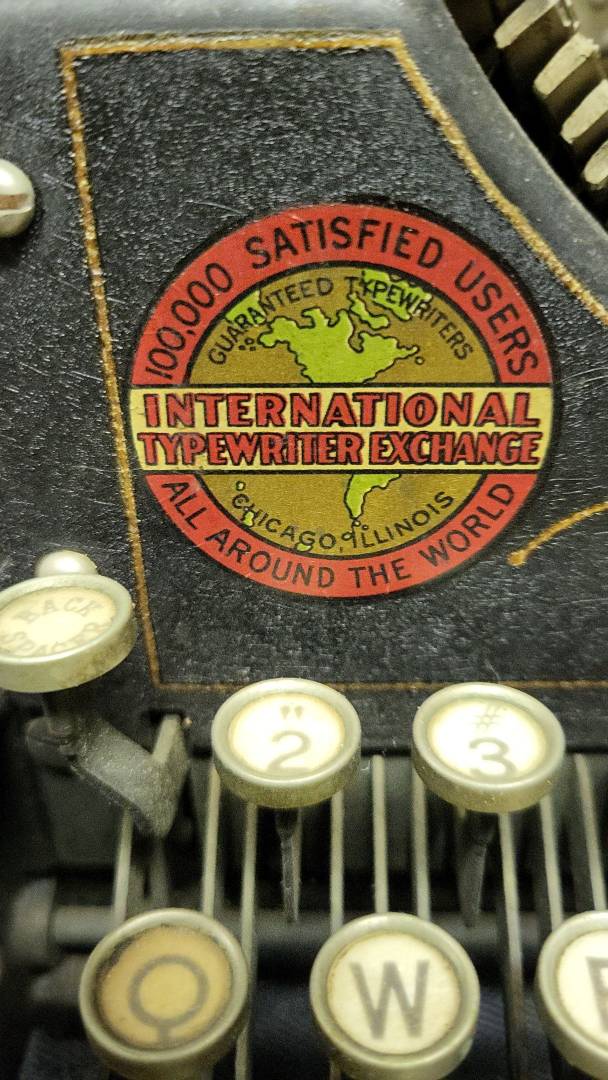 100,000 SATISFIED USERS
GUARANTEED TYPEWRITERS
INTERNATIONAL
TYPEWRITER EXCHANGE
CHICAGO, ILLINOIS
ALL AROUND THE WORLD
BACK
SPACER
"
2
#
3
Q
W